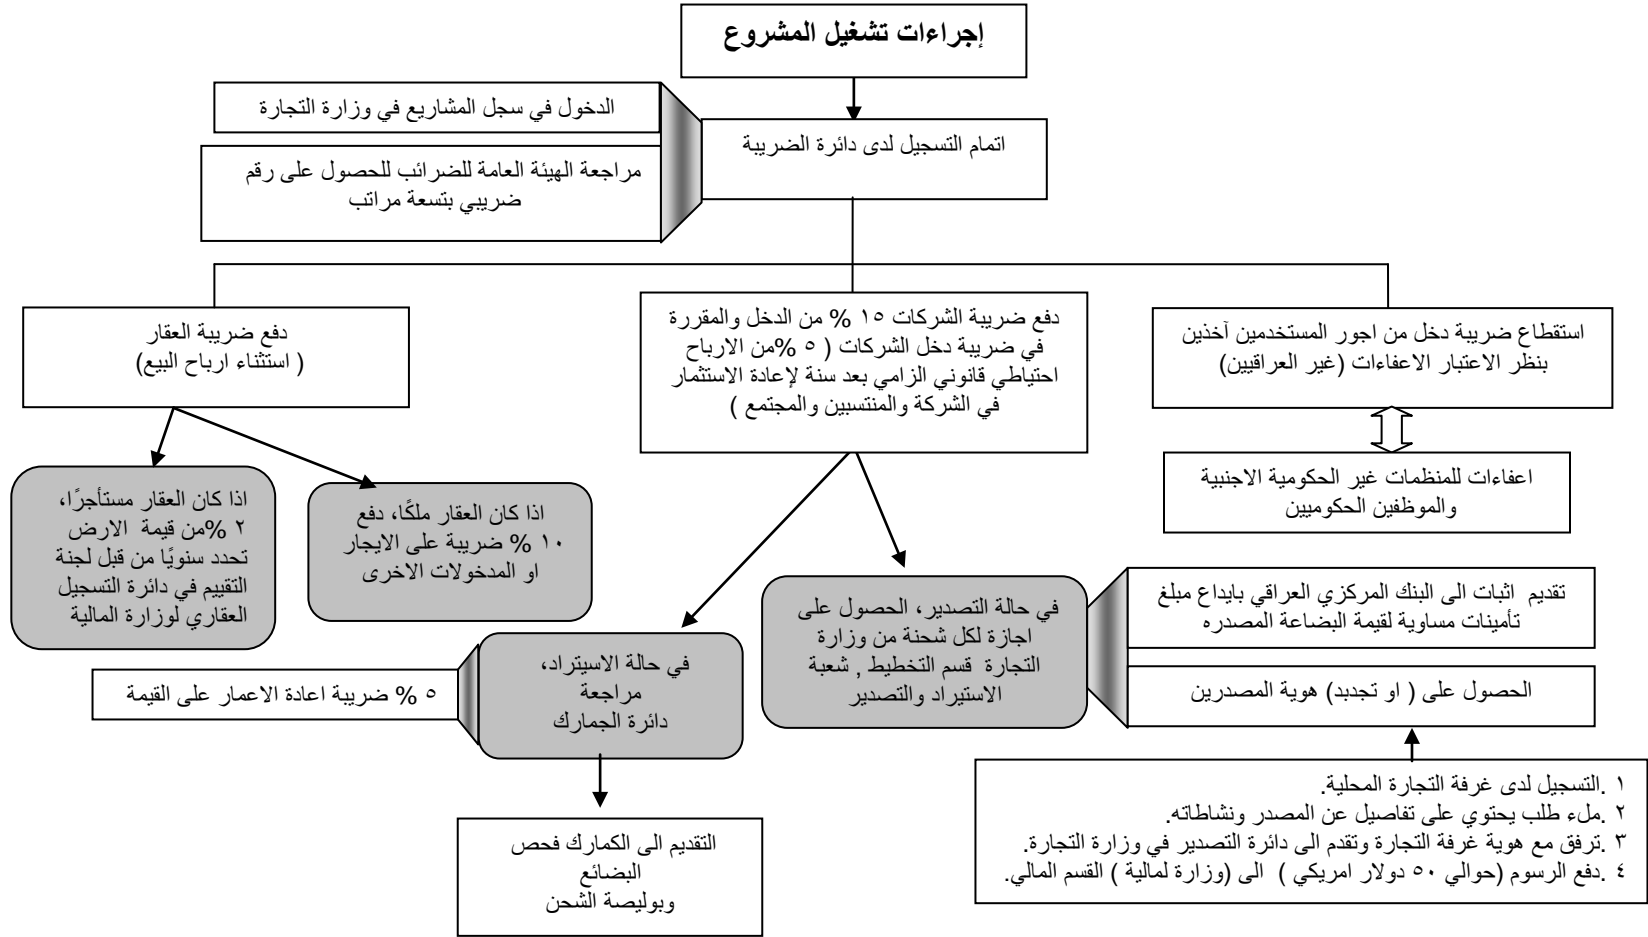 إجراءات تشغيل المشروع
الدخول في سجل المشاريع في وزارة التجارة
اتمام التسجيل لدى دائرة الضريبة
مراجعة الهيئة العامة للضرائب للحصول على رقم
ضريبي بتسعة مراتب
استقطاع ضريبة دخل من اجور المستخدمين آخذين
بنظر الاعتبار الاعفاءات (غير العراقيين)
دفع ضريبة الشركات ١٥ % من الدخل والمقررة
في ضريبة دخل الشركات ( ٥ %من الارباح
احتياطي قانوني الزامي بعد سنة لإعادة الاستثمار
في الشركة والمنتسبين والمجتمع )
دفع ضريبة العقار
( استثناء ارباح البيع)
اعفاءات للمنظمات غير الحكومية الاجنبية
والموظفين الحكوميين
اذا كان العقار ملكًا، دفع
١٠ % ضريبة على الايجار
او المدخولات الاخرى
اذا كان العقار مستأجرًا،
٢ %من قيمة الارض
تحدد سنويًا من قبل لجنة
التقييم في دائرة التسجيل
العقاري لوزارة المالية
تقديم اثبات الى البنك المركزي العراقي بايداع مبلغ
تأمينات مساوية لقيمة البضاعة المصدره
الحصول على ( او تجدبد) هوية المصدرين
في حالة التصدير، الحصول على
اجازة لكل شحنة من وزارة
التجارة قسم التخطيط , شعبة
الاستيراد والتصدير
في حالة الاسيتراد،
مراجعة
دائرة الجمارك
٥ % ضريبة اعادة الاعمار على القيمة
١ .التسجيل لدى غرفة التجارة المحلية.
٢ .ملء طلب يحتوي على تفاصيل عن المصدر ونشاطاته.
٣ .ترفق مع هوية غرفة التجارة وتقدم الى دائرة التصدير في وزارة التجارة.
٤ .دفع الرسوم (حوالي ٥٠ دولار امريكي ) الى (وزارة لمالية ) القسم المالي.
التقديم الى الكمارك فحص
البضائع
وبوليصة الشحن